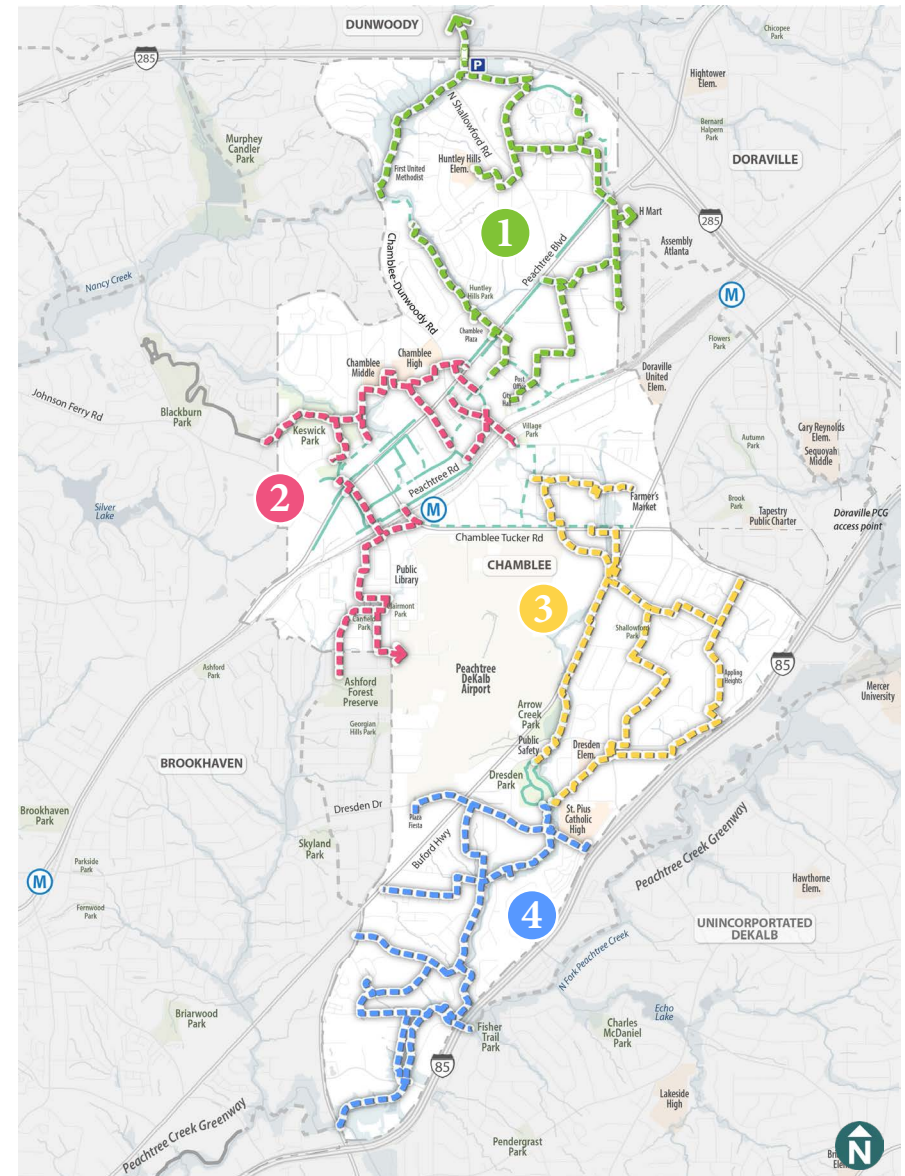 DUNWOODY
Chicopee
Park
285
P
N Shallowford Rd
Hightower
Elem.
Murphey
Candler
Park
Bernard
Halpern
Park
DORAVILLE
Huntley Hills
Elem.
First United
Methodist
H Mart
285
1
Assembly
Atlanta
Peachtree Blvd
Chamblee-Dunwoody Rd
Nancy Creek
Huntley
Hills Park
M
Chamblee
Plaza
Flowers
Park
Chamblee
High
Chamblee
Middle
Doraville
United
Elem.
Post
Office
City
Hall
Johnson Ferry Rd
Blackburn
Park
Keswick
Park
Village
Park
Cary Reynolds
Elem.
Sequoyah
Middle
Autumn
Park
Peachtree Rd
2
Silver
Lake
Farmer's
Market
Brook
Park
Tapestry
Public Charter
Doraville PCG
access point
M
Chamblee Tucker Rd
CHAMBLEE
Public
Library
3
Clairmont
Park
Canfield
Park
Shallowford
Park
85
Ashford
Park
Peachtree
DeKalb
Airport
Appling
Heights
Ashford
Forest
Preserve
Mercer
University
Arrow
Creek
Park
Georgian
Hills Park
Public
Safety
Dresden
Elem.
BROOKHAVEN
Dresden
Park
Dresden Dr
Brookhaven
Park
Plaza
Fiesta
St. Pius
Catholic
High
Buford Hwy
Skyland
Park
Peachtree Creek Greenway
Parkside
Park
M
Hawthorne
Elem.
Fernwood
Park
4
UNINCORPORTATED
DEKALB
N Fork Peachtree Creek
Briarwood
Park
Echo
Lake
Fisher
Trail
Park
Charles
McDaniel
Park
85
Lakeside
High
Peachtree Creek Greenway
Pendergrast
Park
N